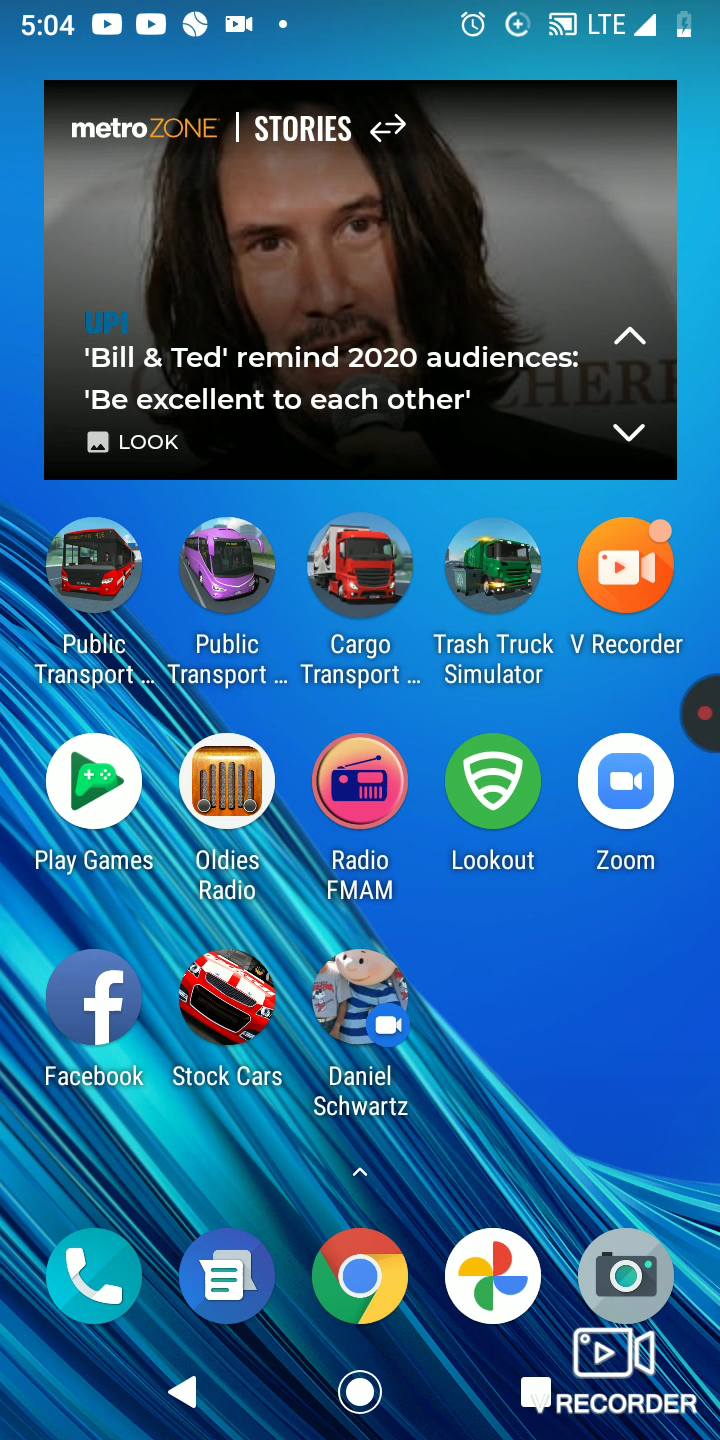 5:04
LTE
metroZONE | STORIES
UPI
'Bill & Ted' remind 2020 audiences:
'Be excellent to each other'
LOOK
Public Transport ...
Public Transport ...
Cargo Transport ...
Trash Truck Simulator
V Recorder
Play Games
Oldies Radio
Radio FMAM
Lookout
Zoom
Facebook
Stock Cars
Daniel Schwartz
V RECORDER